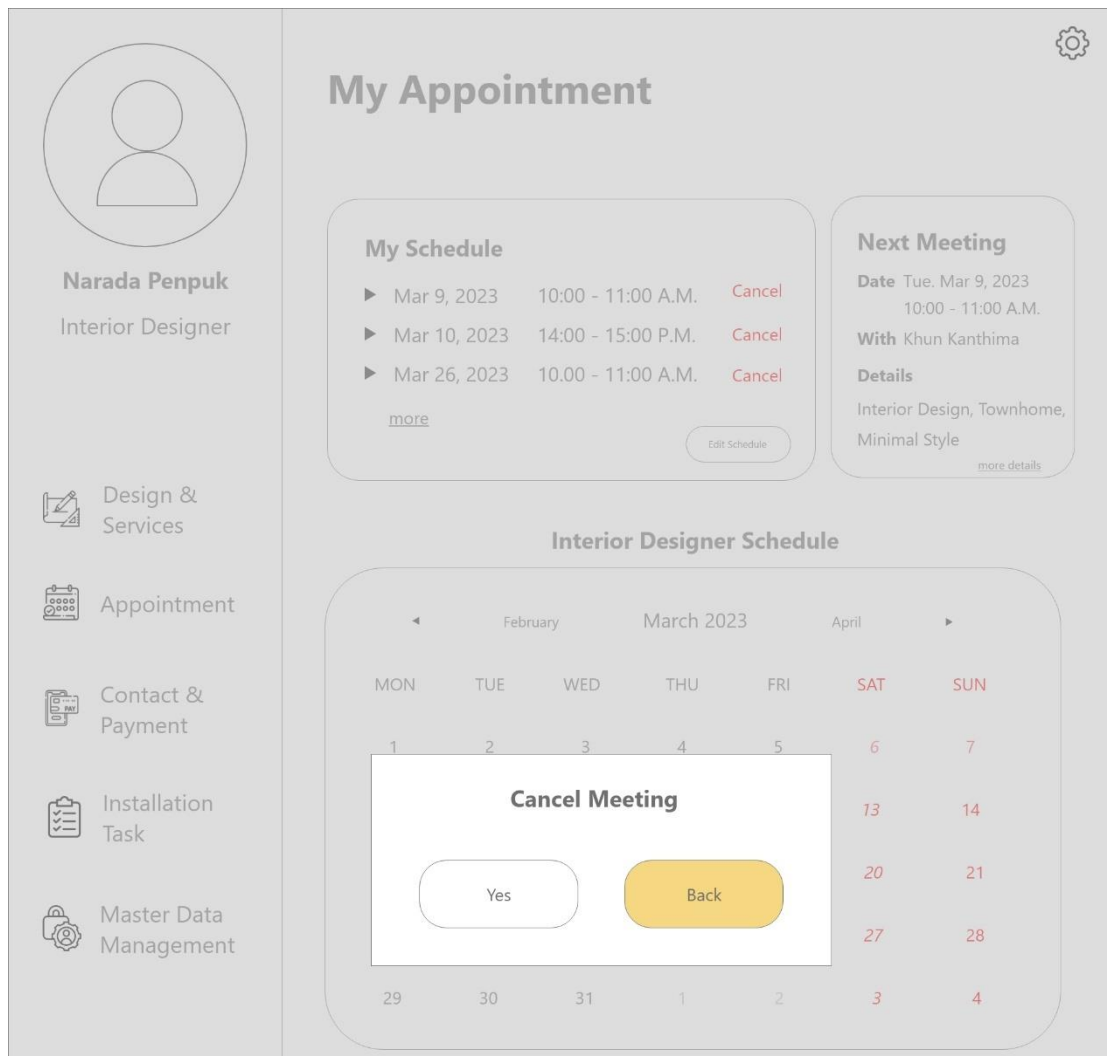 Narada Penpuk
Interior Designer
Design &
Services
Appointment
Contact &
Payment
PAY
Installation
Task
Master Data
Management
My Appointment
My Schedule
Mar 9, 2023 10:00 - 11:00 A.M. Cancel
Mar 10, 2023 14:00 - 15:00 P.M. Cancel
Mar 26, 2023 10.00 - 11:00 A.M. Cancel
more
Edit Schedule
Next Meeting
Date Tue. Mar 9, 2023
10:00 - 11:00 A.M.
With Khun Kanthima
Details
Interior Design, Townhome,
Minimal Style
more details
Interior Designer Schedule
February March 2023 April
MON TUE WED THU FRI SAT SUN
1 2 3 4 5 6 7
13 14
20 21
27 28
29 30 31 1 2 3 4
Cancel Meeting
Yes Back